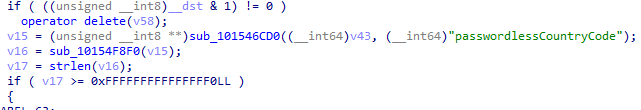 if ( ((unsigned __int8)__dst & 1) != 0 )
operator delete(v58);
v15 = (unsigned __int8 **)sub_101546CD0((__int64)v43, (__int64)"passwordlessCountryCode");
v16 = sub_10154F8F0(v15);
v17 = strlen(v16);
if ( v17 >= 0xFFFFFFFFFFFFFFF0LL )
{